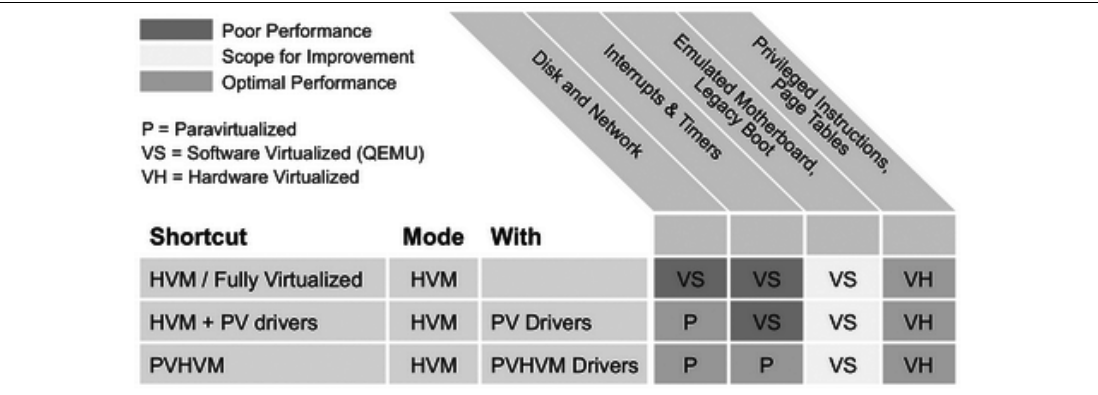 Poor Performance
Scope for Improvement
Optimal Performance
P = Paravirtualized
VS = Software Virtualized (QEMU)
VH = Hardware Virtualized
Disk and Network
Interrupts & Timers
Emulated Motherboard,
Legacy Boot
Privileged Instructions,
Page Tables
Shortcut Mode With
HVM / Fully Virtualized HVM VS VS VS VH
HVM + PV drivers HVM PV Drivers P VS VS VH
PVHVM HVM PVHVM Drivers P P VS VH